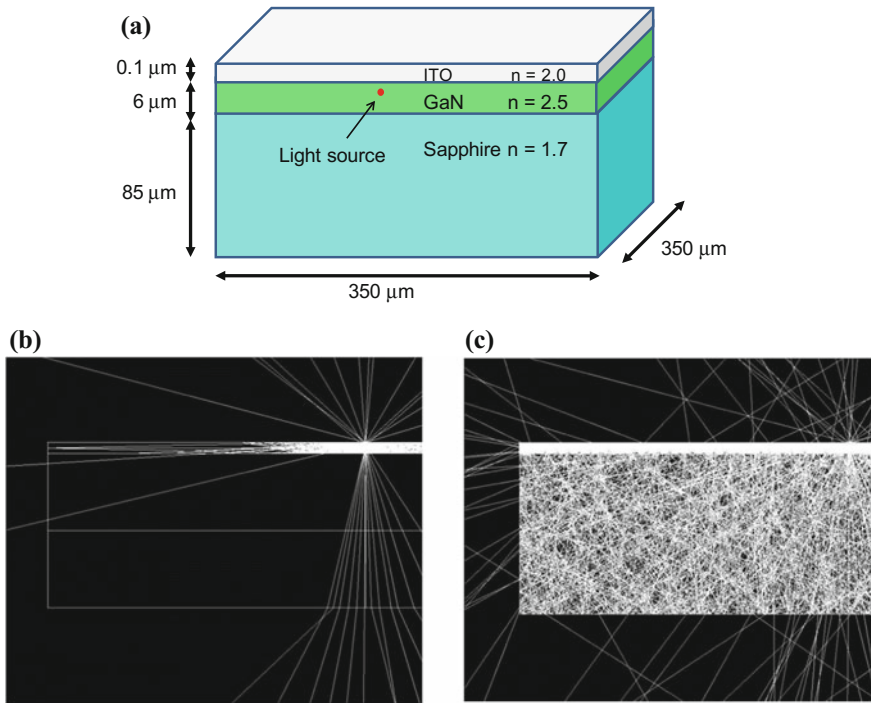 (a)
0.1 μm
ITO n = 2.0
6 μm
GaN n = 2.5
Light source
Sapphire n = 1.7
85 μm
350 μm
350 μm
(b)
(c)